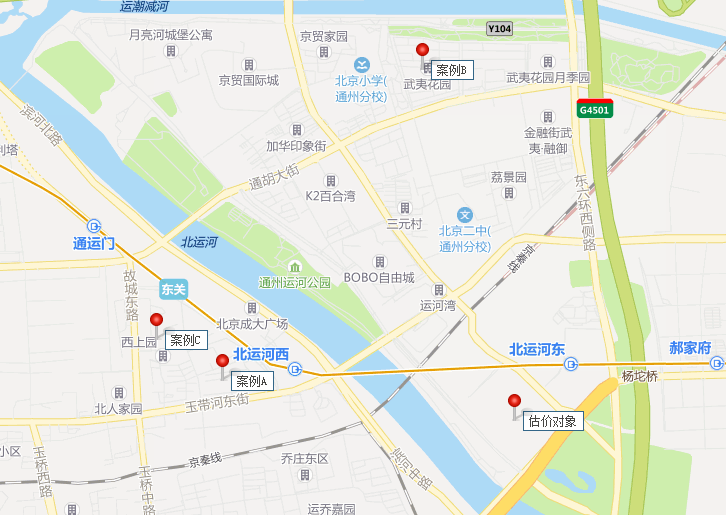 运潮减河
月亮河城堡公寓
京贸家园
Y104
京贸国际城
北京小学(
通州分校)
案例B
武夷花园
武夷花园月季园
G4501
滨河北路
利塔
加华印象街
金融街武
夷·融御
通胡大街
K2百合湾
荔景园
东六环西侧路
三元村
北京二中(
通州分校)
通运门
北运河
京秦线
故城东路
东关
通州运河公园
BOBO自由城
运河湾
北京成大广场
案例C
西上园
北运河西
案例A
北运河东
郝家府
杨坨桥
北人家园
玉带河东街
估价对象
小区
玉桥西路
玉桥中路
京秦线
乔庄东区
滨河中路
运乔嘉园